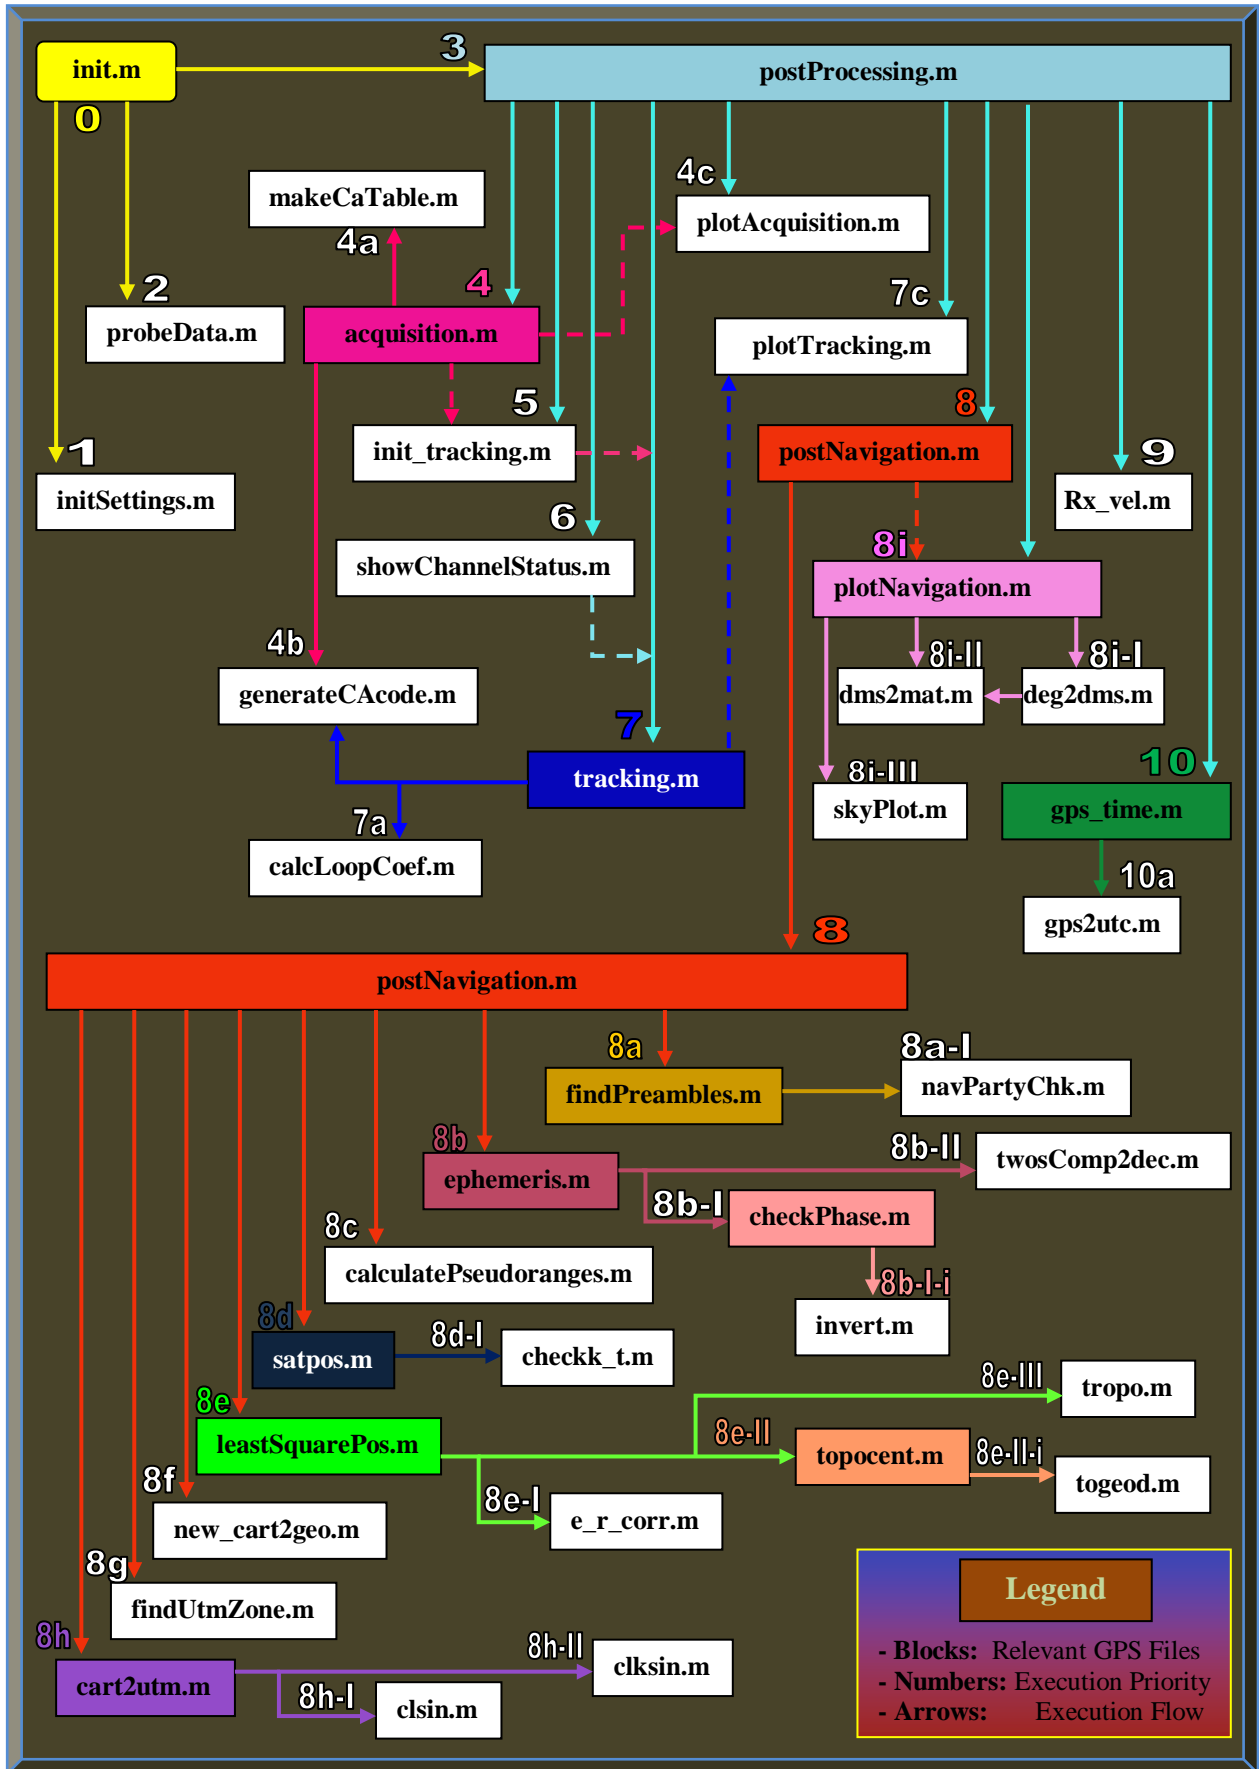 init.m
3
postProcessing.m
0
makeCaTable.m
4a
4c
plotAcquisition.m
2
probeData.m
4
acquisition.m
7c
plotTracking.m
5
init_tracking.m
8
postNavigation.m
1
initSettings.m
9
Rx_vel.m
6
showChannelStatus.m
8i
plotNavigation.m
4b
generateCAcode.m
8i-II
dms2mat.m
8i-I
deg2dms.m
7
tracking.m
8i-III
skyPlot.m
10
gps_time.m
7a
calcLoopCoef.m
10a
gps2utc.m
8
postNavigation.m
8a
findPreambles.m
8a-I
navPartyChk.m
8b
ephemeris.m
8b-II
twosComp2dec.m
8b-I
checkPhase.m
8c
calculatePseudoranges.m
8b-I-i
invert.m
8d
satpos.m
8d-I
checkk_t.m
8e
leastSquarePos.m
8e-III
tropo.m
8e-II
topocent.m
8e-II-i
togeod.m
8f
new_cart2geo.m
8e-I
e_r_corr.m
8g
findUtmZone.m
8h
cart2utm.m
8h-II
clksin.m
8h-I
clsin.m
Legend
- Blocks: Relevant GPS Files
- Numbers: Execution Priority
- Arrows: Execution Flow